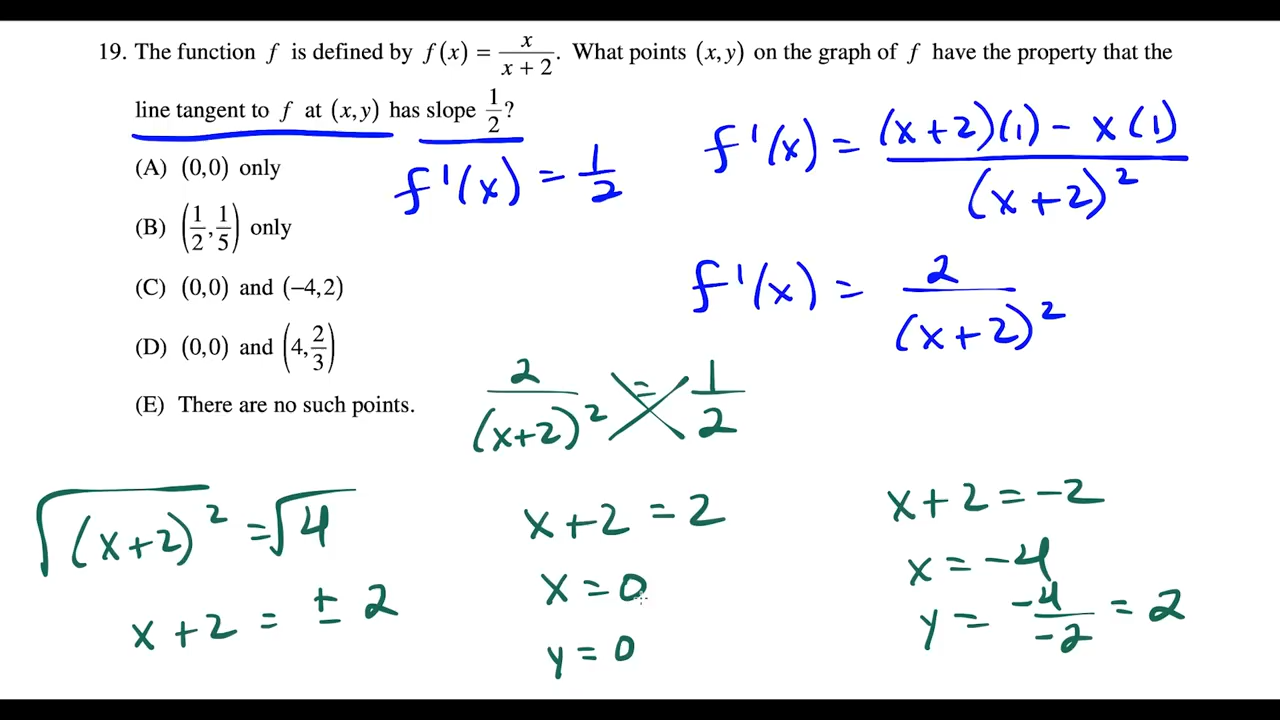 19. The function f is defined by f(x) = x/(x + 2). What points (x, y) on the graph of f have the property that the
line tangent to f at (x, y) has slope 1/2?
(A) (0,0) only
(B) (1/2, 1/5) only
(C) (0,0) and (−4,2)
(D) (0,0) and (4, 2/3)
(E) There are no such points.
f'(x) = 1/2
f'(x) = ((x+2)(1) − x(1))/(x+2)²
f'(x) = 2/(x+2)²
2/(x+2)² = 1/2
√(x+2)² = √4
x + 2 = ± 2
x + 2 = 2
x = 0
y = 0
x + 2 = −2
x = −4
y = −4/−2 = 2